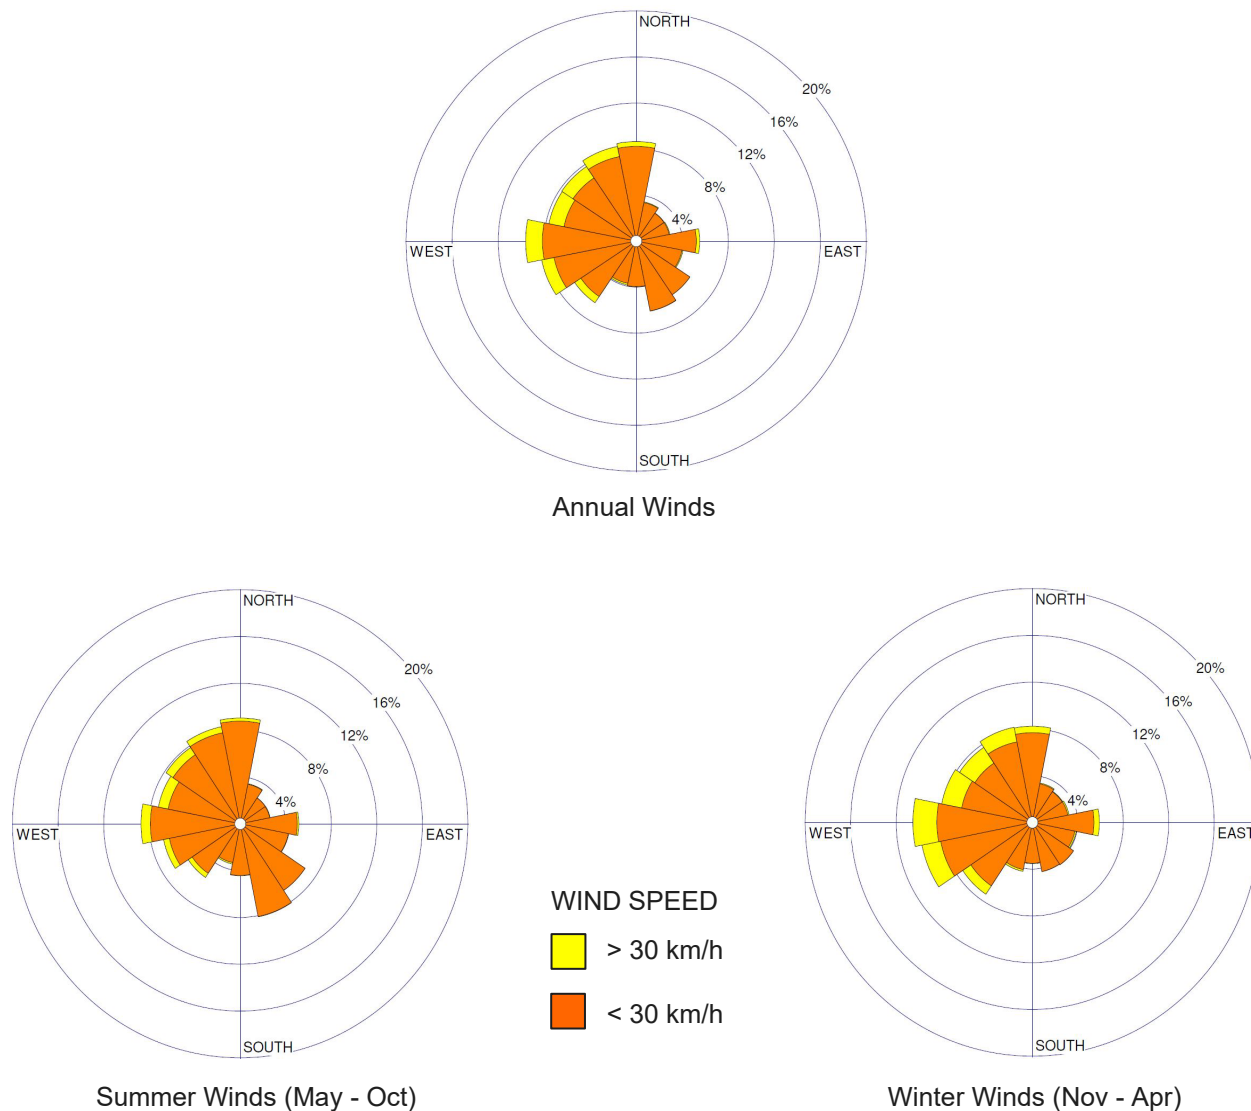 NORTH
20%
16%
12%
8%
4%
WEST
EAST
SOUTH
Annual Winds
NORTH
20%
16%
12%
8%
4%
WEST
EAST
SOUTH
Summer Winds (May - Oct)
WIND SPEED
> 30 km/h
< 30 km/h
NORTH
20%
16%
12%
8%
4%
WEST
EAST
SOUTH
Winter Winds (Nov - Apr)